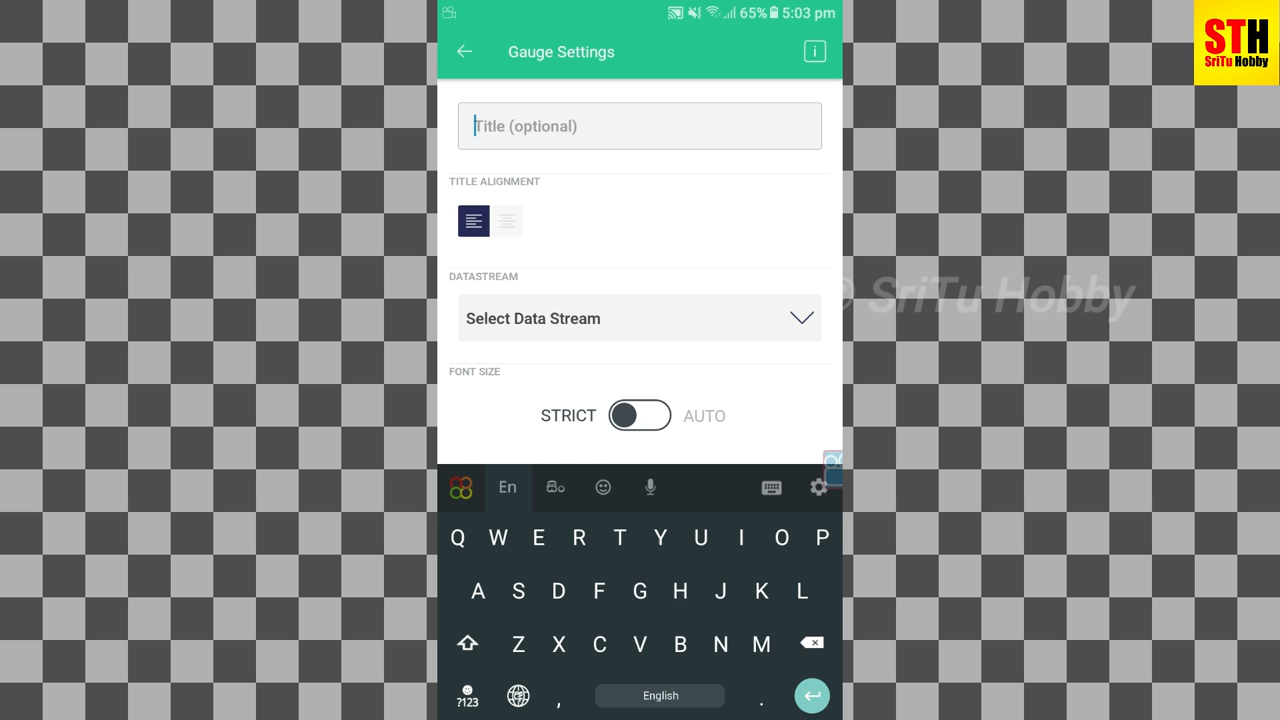 65% 5:03 pm
STH
SriTu Hobby
Gauge Settings
i
Title (optional)
TITLE ALIGNMENT
DATASTREAM
Select Data Stream
© SriTu Hobby
FONT SIZE
STRICT AUTO
En සිං
Q W E R T Y U I O P
A S D F G H J K L
Z X C V B N M
?123 , English .